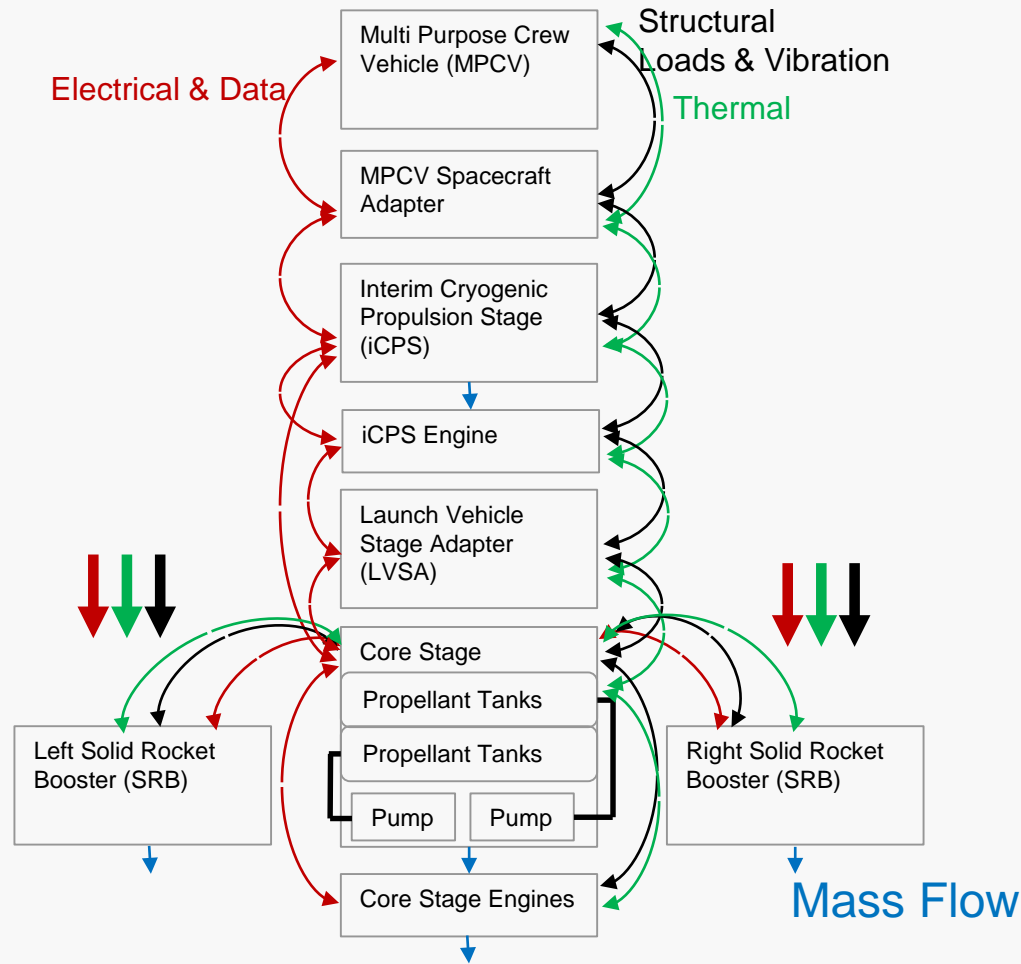 Multi Purpose Crew
Vehicle (MPCV)
Structural
Loads & Vibration
Electrical & Data
Thermal
MPCV Spacecraft
Adapter
Interim Cryogenic
Propulsion Stage
(iCPS)
iCPS Engine
Launch Vehicle
Stage Adapter
(LVSA)
Core Stage
Propellant Tanks
Propellant Tanks
Pump
Pump
Left Solid Rocket
Booster (SRB)
Right Solid Rocket
Booster (SRB)
Core Stage Engines
Mass Flow